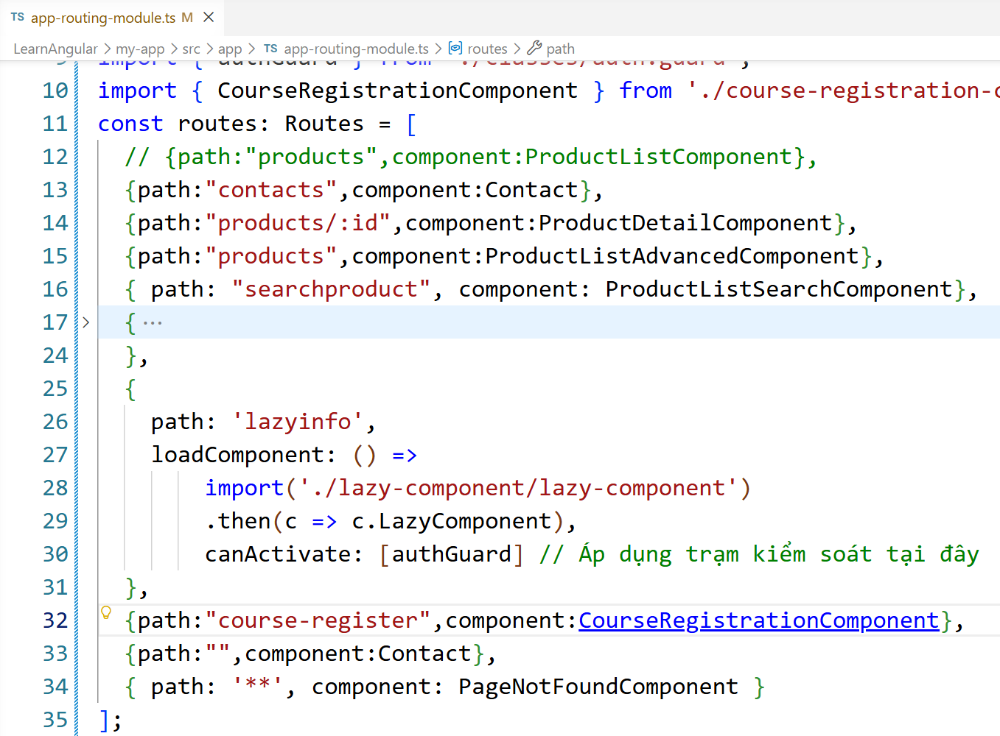 TS app-routing-module.ts M
LearnAngular > my-app > src > app > TS app-routing-module.ts > routes > path
9 import { authGuard } from './classes/auth.guard';
10 import { CourseRegistrationComponent } from './course-registration-c
11 const routes: Routes = [
12 // {path:"products",component:ProductListComponent},
13 {path:"contacts",component:Contact},
14 {path:"products/:id",component:ProductDetailComponent},
15 {path:"products",component:ProductListAdvancedComponent},
16 { path: "searchproduct", component: ProductListSearchComponent},
17 > { ···
24 },
25 {
26 path: 'lazyinfo',
27 loadComponent: () =>
28 import('./lazy-component/lazy-component')
29 .then(c => c.LazyComponent),
30 canActivate: [authGuard] // Áp dụng trạm kiểm soát tại đây
31 },
32 {path:"course-register",component:CourseRegistrationComponent},
33 {path:"",component:Contact},
34 { path: '**', component: PageNotFoundComponent }
35 ];